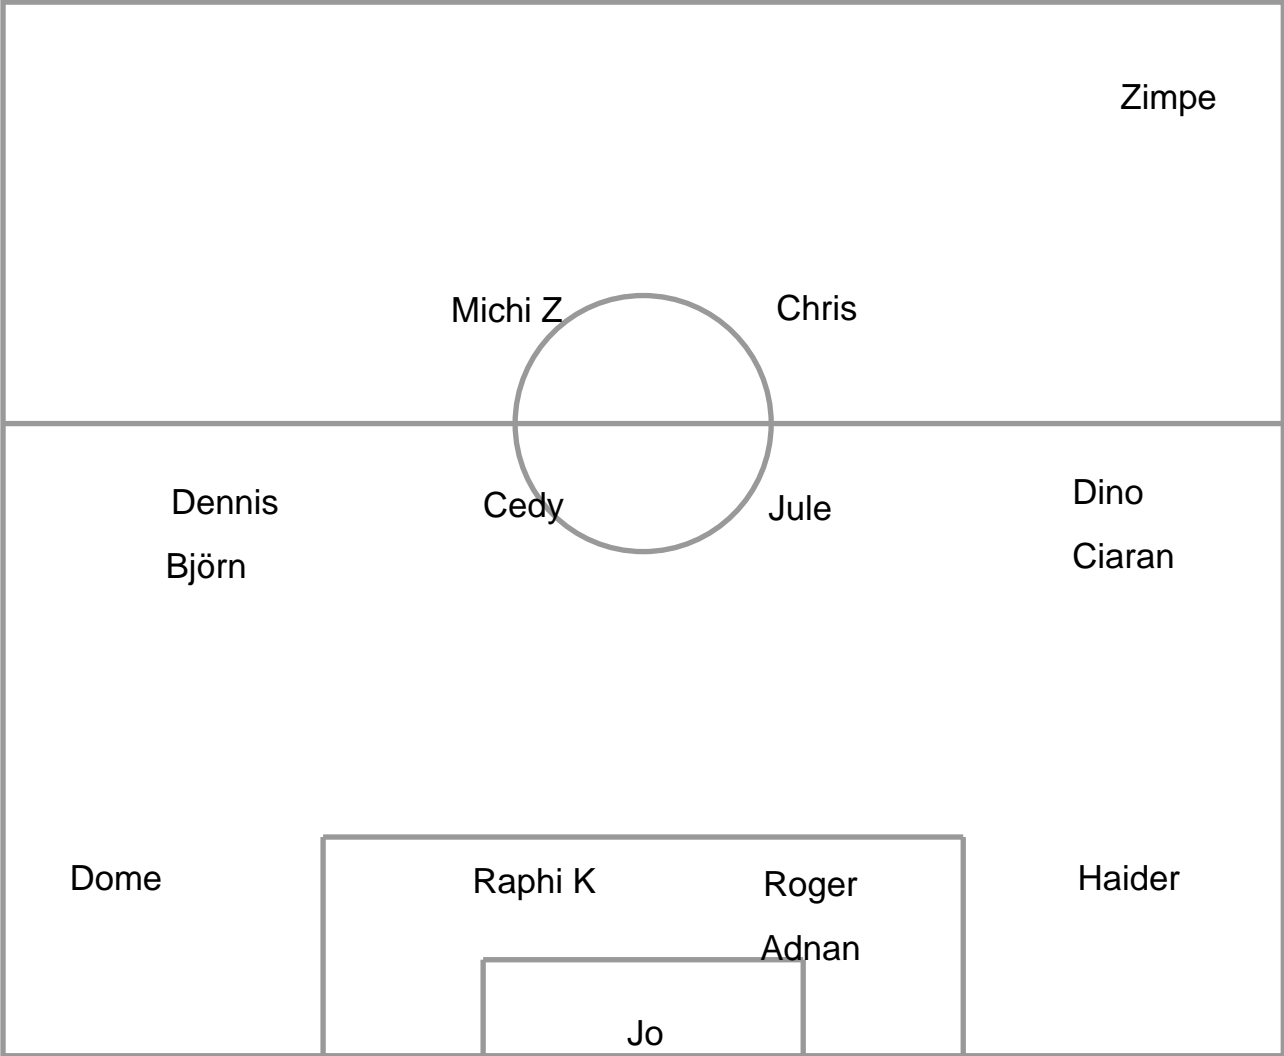 Zimpe
Michi Z
Chris
Dennis
Cedy
Jule
Dino
Björn
Ciaran
Dome
Raphi K
Roger
Haider
Adnan
Jo